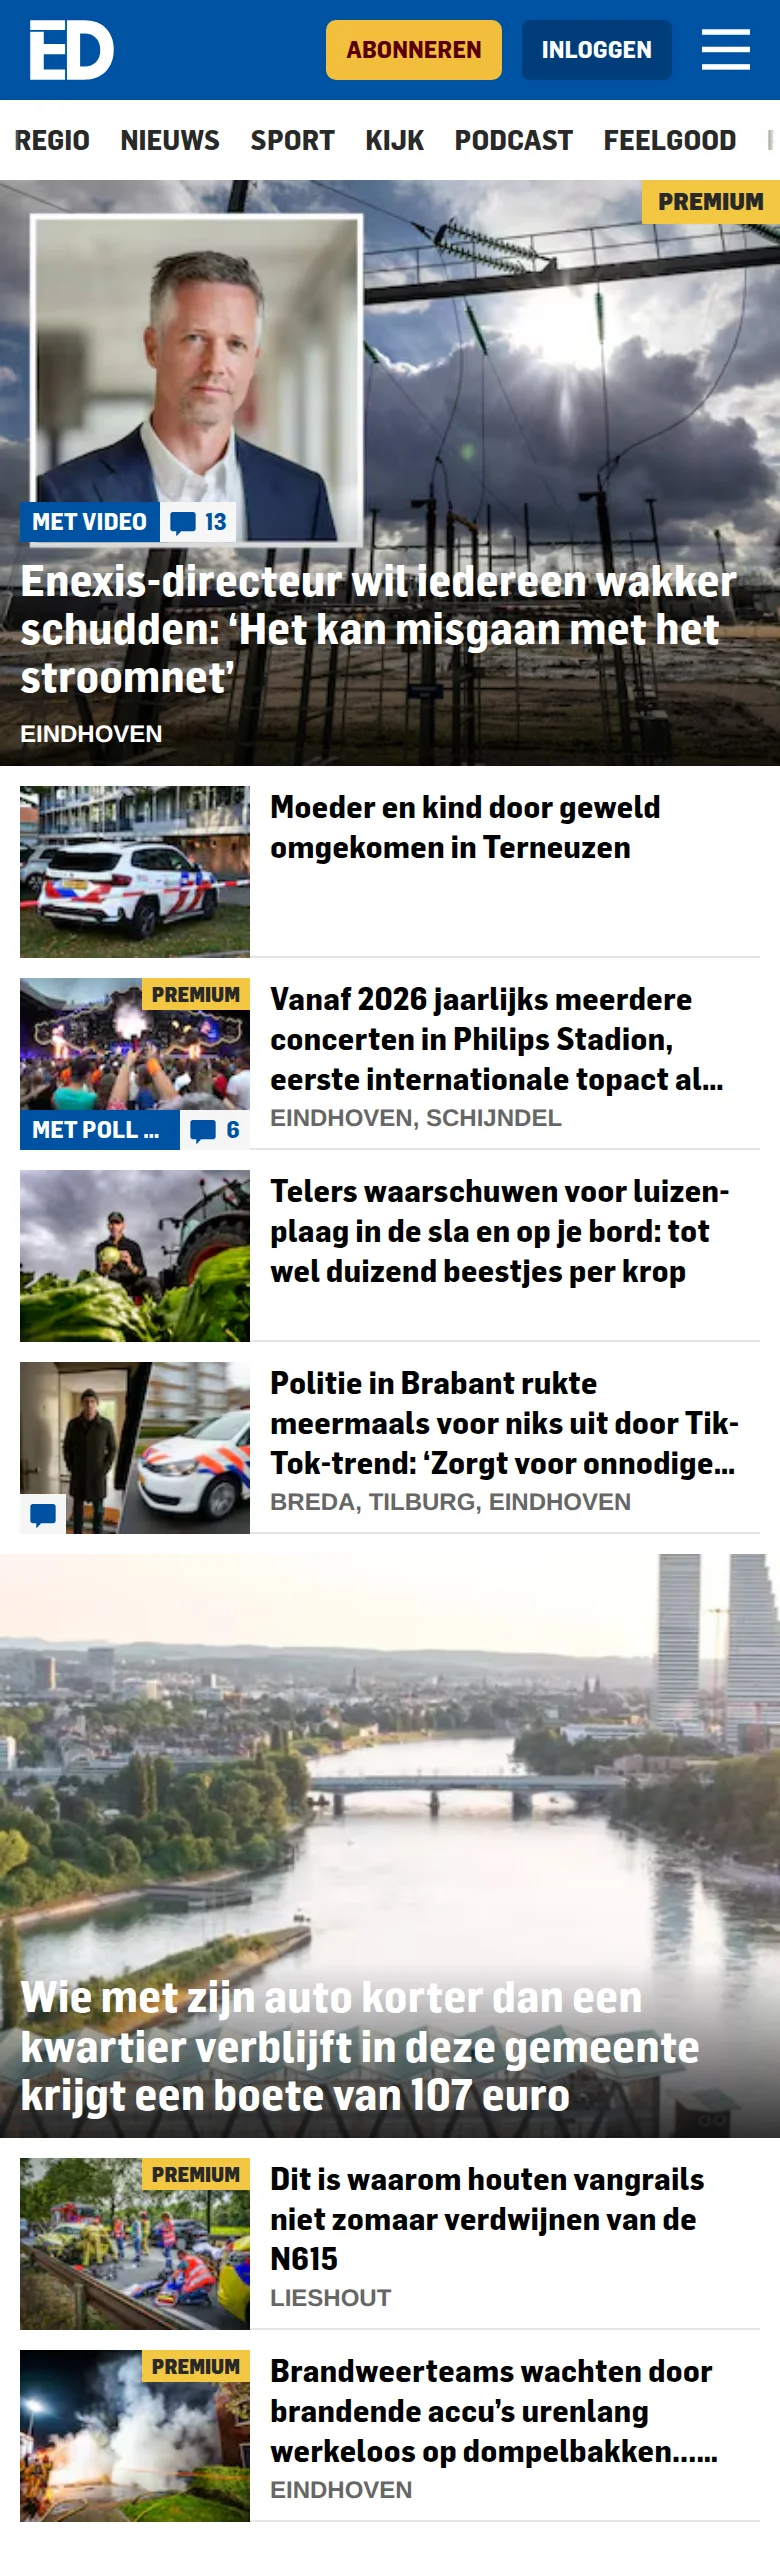 ED
ABONNEREN
INLOGGEN
REGIO NIEUWS SPORT KIJK PODCAST FEELGOOD
PREMIUM
MET VIDEO 13
Enexis-directeur wil iedereen wakker
schudden: ‘Het kan misgaan met het
stroomnet’
EINDHOVEN
Moeder en kind door geweld
omgekomen in Terneuzen
PREMIUM
MET POLL ... 6
Vanaf 2026 jaarlijks meerdere
concerten in Philips Stadion,
eerste internationale topact al...
EINDHOVEN, SCHIJNDEL
Telers waarschuwen voor luizen-
plaag in de sla en op je bord: tot
wel duizend beestjes per krop
Politie in Brabant rukte
meermaals voor niks uit door Tik-
Tok-trend: ‘Zorgt voor onnodige...
BREDA, TILBURG, EINDHOVEN
Wie met zijn auto korter dan een
kwartier verblijft in deze gemeente
krijgt een boete van 107 euro
PREMIUM
Dit is waarom houten vangrails
niet zomaar verdwijnen van de
N615
LIESHOUT
PREMIUM
Brandweerteams wachten door
brandende accu’s urenlang
werkeloos op dompelbakken......
EINDHOVEN